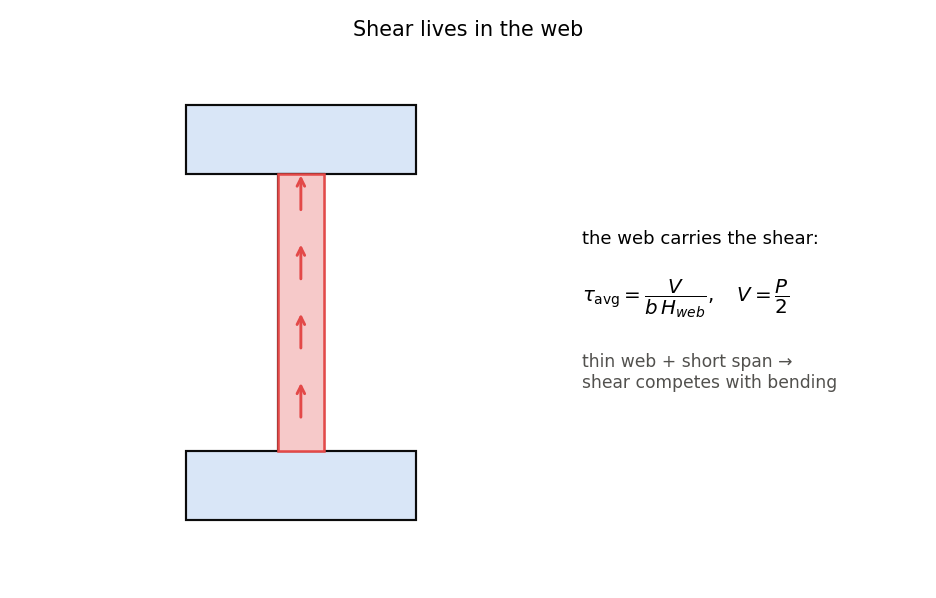 Shear lives in the web
the web carries the shear:
τ_avg = V / (b H_web),   V = P / 2
thin web + short span →
shear competes with bending